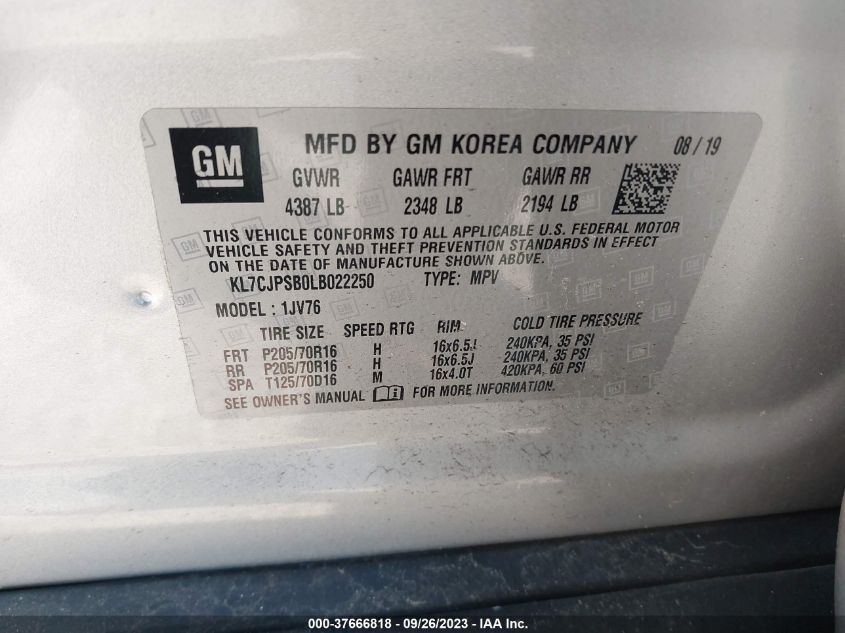 GM MFD BY GM KOREA COMPANY 08/19
GVWR GAWR FRT GAWR RR
4387 LB 2348 LB 2194 LB
THIS VEHICLE CONFORMS TO ALL APPLICABLE U.S. FEDERAL MOTOR
VEHICLE SAFETY AND THEFT PREVENTION STANDARDS IN EFFECT
ON THE DATE OF MANUFACTURE SHOWN ABOVE.
KL7CJPSB0LB022250 TYPE: MPV
MODEL : 1JV76
TIRE SIZE SPEED RTG RIM COLD TIRE PRESSURE
FRT P205/70R16 H 16x6.5J 240KPA, 35 PSI
RR P205/70R16 H 16x6.5J 240KPA, 35 PSI
SPA T125/70D16 M 16x4.0T 420KPA, 60 PSI
SEE OWNER'S MANUAL FOR MORE INFORMATION.
000-37666818 - 09/26/2023 - IAA Inc.